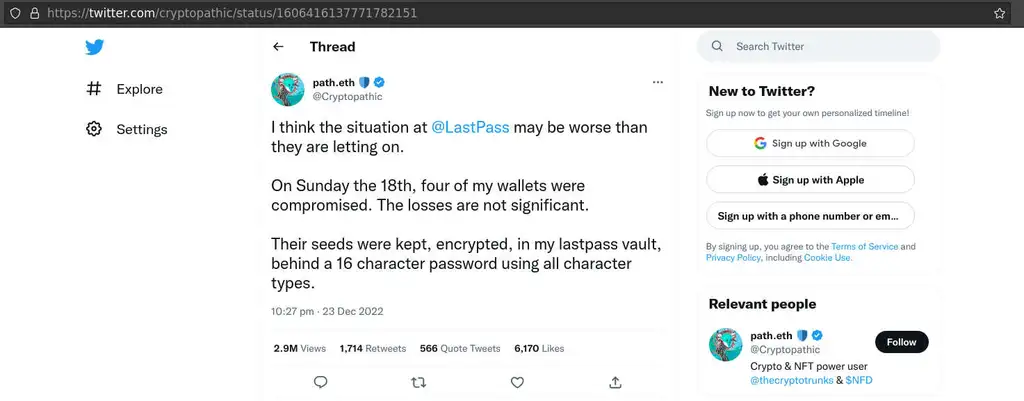 https://twitter.com/cryptopathic/status/1606416137771782151
Explore
Settings
Thread
path.eth
@Cryptopathic
I think the situation at @LastPass may be worse than
they are letting on.
On Sunday the 18th, four of my wallets were
compromised. The losses are not significant.
Their seeds were kept, encrypted, in my lastpass vault,
behind a 16 character password using all character
types.
10:27 pm · 23 Dec 2022
2.9M Views 1,714 Retweets 566 Quote Tweets 6,170 Likes
Search Twitter
New to Twitter?
Sign up now to get your own personalized timeline!
Sign up with Google
Sign up with Apple
Sign up with a phone number or em...
By signing up, you agree to the Terms of Service and
Privacy Policy, including Cookie Use.
Relevant people
path.eth
@Cryptopathic
Follow
Crypto & NFT power user
@thecryptotrunks & $NFD